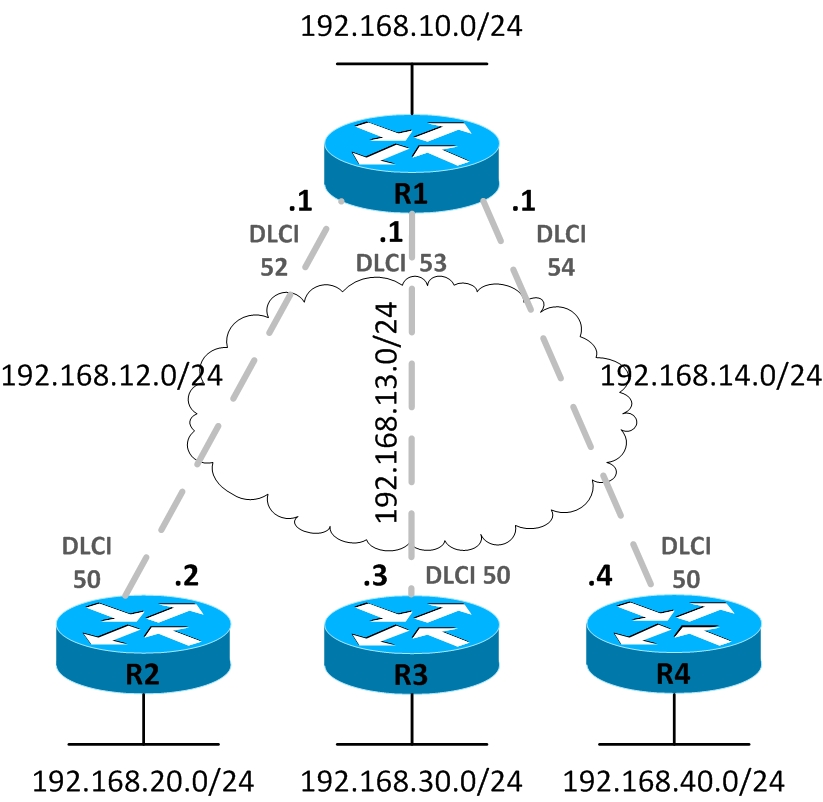 192.168.10.0/24
R1
.1
.1
.1
DLCI
52
DLCI 53
DLCI
54
192.168.12.0/24
192.168.13.0/24
192.168.14.0/24
DLCI
50
.2
.3
DLCI 50
.4
DLCI
50
R2
R3
R4
192.168.20.0/24
192.168.30.0/24
192.168.40.0/24